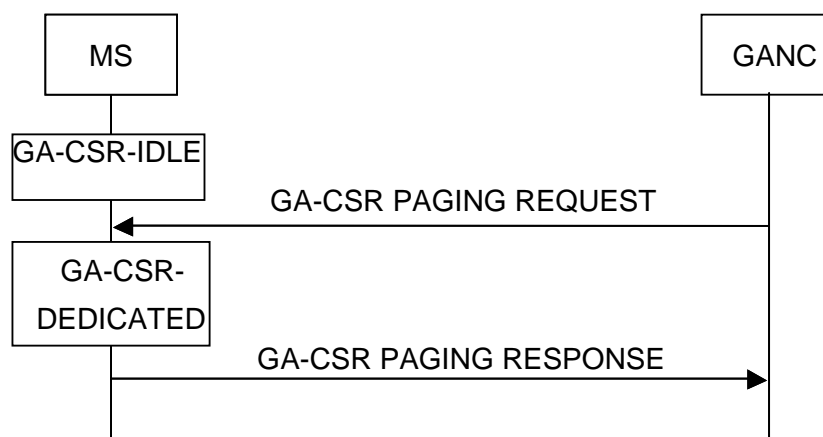 MS
GANC
GA-CSR-IDLE
GA-CSR PAGING REQUEST
GA-CSR-
DEDICATED
GA-CSR PAGING RESPONSE